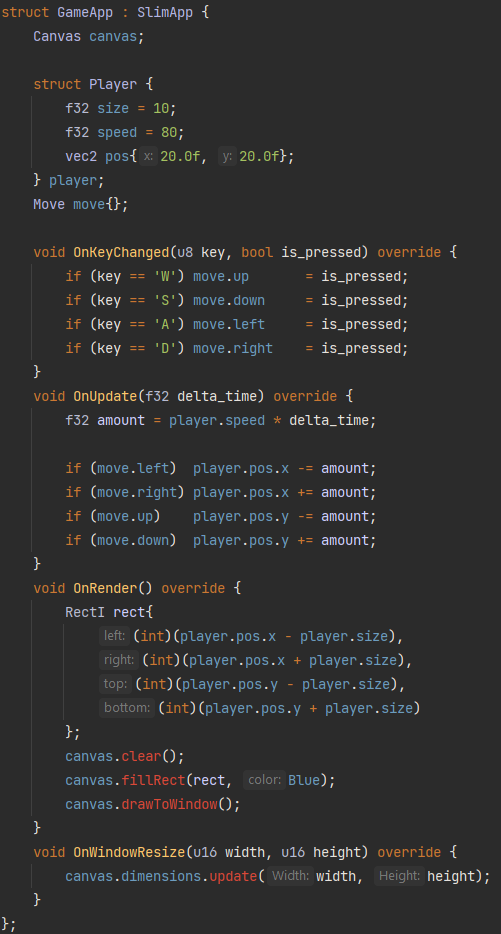 struct GameApp : SlimApp {
    Canvas canvas;

    struct Player {
        f32 size = 10;
        f32 speed = 80;
        vec2 pos{x: 20.0f, y: 20.0f};
    } player;
    Move move{};

    void OnKeyChanged(u8 key, bool is_pressed) override {
        if (key == 'W') move.up       = is_pressed;
        if (key == 'S') move.down     = is_pressed;
        if (key == 'A') move.left     = is_pressed;
        if (key == 'D') move.right    = is_pressed;
    }
    void OnUpdate(f32 delta_time) override {
        f32 amount = player.speed * delta_time;

        if (move.left)  player.pos.x -= amount;
        if (move.right) player.pos.x += amount;
        if (move.up)    player.pos.y -= amount;
        if (move.down)  player.pos.y += amount;
    }
    void OnRender() override {
        RectI rect{
            left: (int)(player.pos.x - player.size),
            right: (int)(player.pos.x + player.size),
            top: (int)(player.pos.y - player.size),
            bottom: (int)(player.pos.y + player.size)
        };
        canvas.clear();
        canvas.fillRect(rect, color: Blue);
        canvas.drawToWindow();
    }
    void OnWindowResize(u16 width, u16 height) override {
        canvas.dimensions.update(Width: width, Height: height);
    }
};